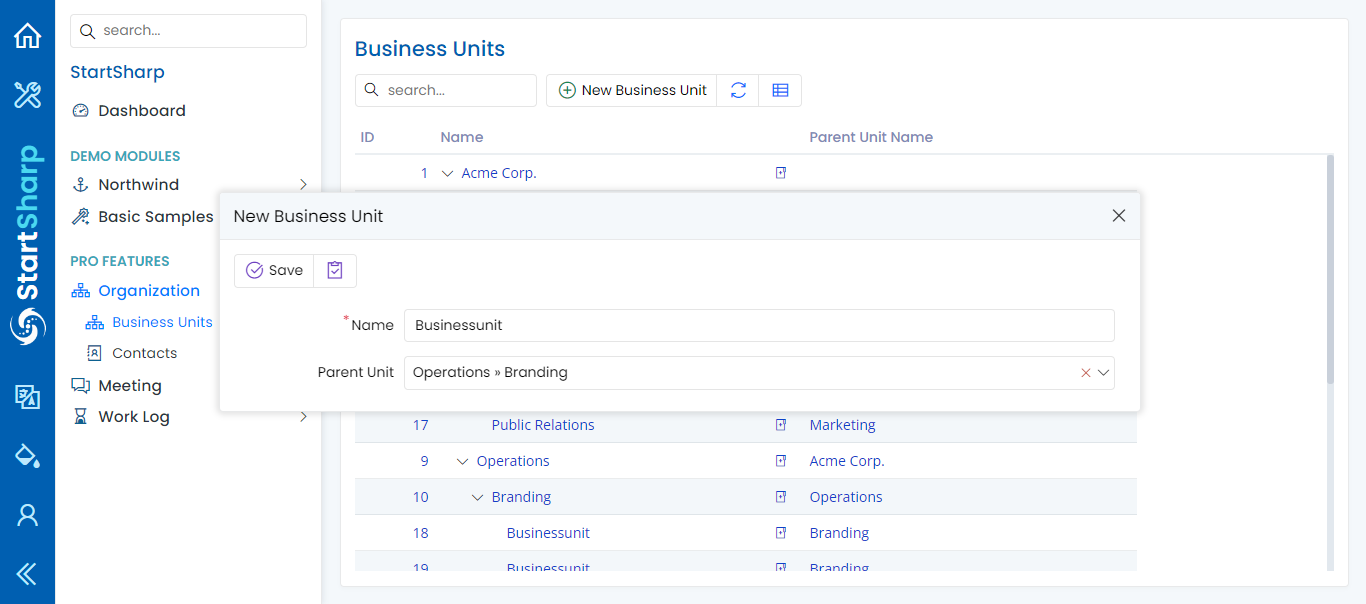 StartSharp
search...
StartSharp
Dashboard
DEMO MODULES
Northwind
Basic Samples
PRO FEATURES
Organization
Business Units
Contacts
Meeting
Work Log
Business Units
search...
New Business Unit
ID Name Parent Unit Name
1 Acme Corp.
New Business Unit
Save
* Name Businessunit
Parent Unit Operations » Branding
17 Public Relations Marketing
9 Operations Acme Corp.
10 Branding Operations
18 Businessunit Branding
19 Businessunit Branding